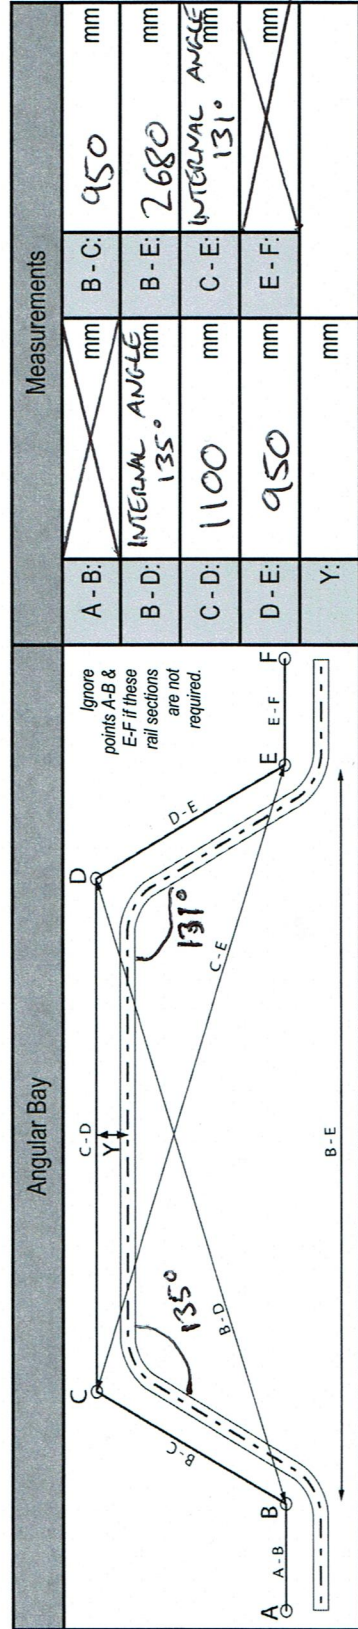 Angular Bay
Measurements
A
B
C
D
E
F
A - B
B - C
C - D
D - E
E - F
B - D
C - E
B - E
Y
135°
131°
Ignore
points A-B &
E-F if these
rail sections
are not
required.
A - B: mm
B - C: 950 mm
B - D: INTERNAL ANGLE mm
135°
B - E: 2680 mm
C - D: 1100 mm
C - E: INTERNAL ANGLE mm
131°
D - E: 950 mm
E - F: mm
Y: mm